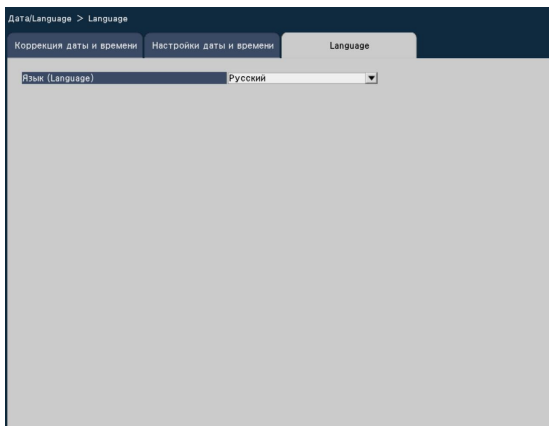 Дата/Language > Language
Коррекция даты и времени Настройки даты и времени Language
Язык (Language) Русский